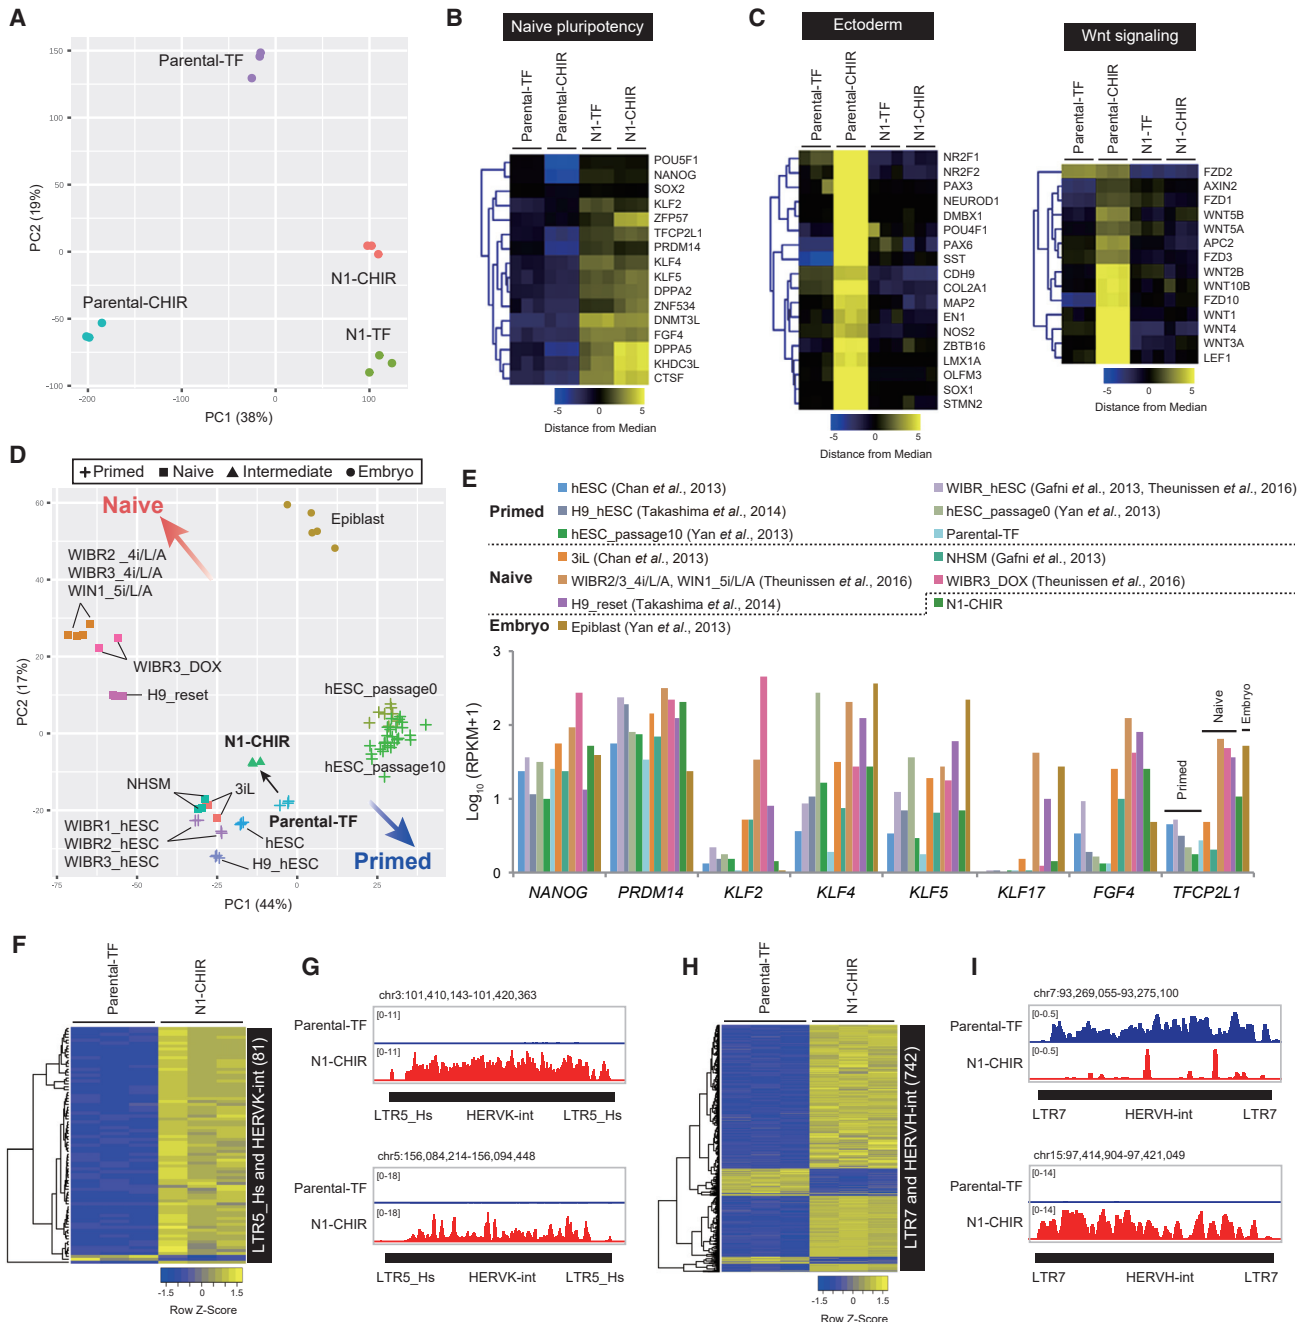 A
Parental-TF
N1-CHIR
Parental-CHIR
N1-TF
150
100
50
0
-50
-100
-200
-100
0
100
PC2 (19%)
PC1 (38%)
B
Naive pluripotency
Parental-TF
Parental-CHIR
N1-TF
N1-CHIR
POU5F1
NANOG
SOX2
KLF2
ZFP57
TFCP2L1
PRDM14
KLF4
KLF5
DPPA2
ZNF534
DNMT3L
FGF4
DPPA5
KHDC3L
CTSF
-5 0 5
Distance from Median
C
Ectoderm
Parental-TF
Parental-CHIR
N1-TF
N1-CHIR
NR2F1
NR2F2
PAX3
NEUROD1
DMBX1
POU4F1
PAX6
SST
CDH9
COL2A1
MAP2
EN1
NOS2
ZBTB16
LMX1A
OLFM3
SOX1
STMN2
-5 0 5
Distance from Median
Wnt signaling
Parental-TF
Parental-CHIR
N1-TF
N1-CHIR
FZD2
AXIN2
FZD1
WNT5B
WNT5A
APC2
FZD3
WNT2B
WNT10B
FZD10
WNT1
WNT4
WNT3A
LEF1
-5 0 5
Distance from Median
D
Primed Naive Intermediate Embryo
Naive
Epiblast
WIBR2 _4i/L/A
WIBR3_4i/L/A
WIN1_5i/L/A
WIBR3_DOX
H9_reset
hESC_passage0
hESC_passage10
N1-CHIR
NHSM
3iL
Parental-TF
WIBR1_hESC
WIBR2_hESC
WIBR3_hESC
hESC
H9_hESC
Primed
60
40
20
0
-20
-75
-50
-25
0
25
PC2 (17%)
PC1 (44%)
E
Primed
hESC (Chan et al., 2013)
H9_hESC (Takashima et al., 2014)
hESC_passage10 (Yan et al., 2013)
WIBR_hESC (Gafni et al., 2013, Theunissen et al., 2016)
hESC_passage0 (Yan et al., 2013)
Parental-TF
Naive
3iL (Chan et al., 2013)
WIBR2/3_4i/L/A, WIN1_5i/L/A (Theunissen et al., 2016)
H9_reset (Takashima et al., 2014)
NHSM (Gafni et al., 2013)
WIBR3_DOX (Theunissen et al., 2016)
N1-CHIR
Embryo
Epiblast (Yan et al., 2013)
3
2
1
0
Log10 (RPKM+1)
Primed
Naive
Embryo
NANOG PRDM14 KLF2 KLF4 KLF5 KLF17 FGF4 TFCP2L1
F
Parental-TF
N1-CHIR
LTR5_Hs and HERVK-int (81)
-1.5 0 1.5
Row Z-Score
G
chr3:101,410,143-101,420,363
Parental-TF
[0-11]
N1-CHIR
[0-11]
LTR5_Hs HERVK-int LTR5_Hs
chr5:156,084,214-156,094,448
Parental-TF
[0-18]
N1-CHIR
[0-18]
LTR5_Hs HERVK-int LTR5_Hs
H
Parental-TF
N1-CHIR
LTR7 and HERVH-int (742)
-1.5 0 1.5
Row Z-Score
I
chr7:93,269,055-93,275,100
Parental-TF
[0-0.5]
N1-CHIR
[0-0.5]
LTR7 HERVH-int LTR7
chr15:97,414,904-97,421,049
Parental-TF
[0-14]
N1-CHIR
[0-14]
LTR7 HERVH-int LTR7